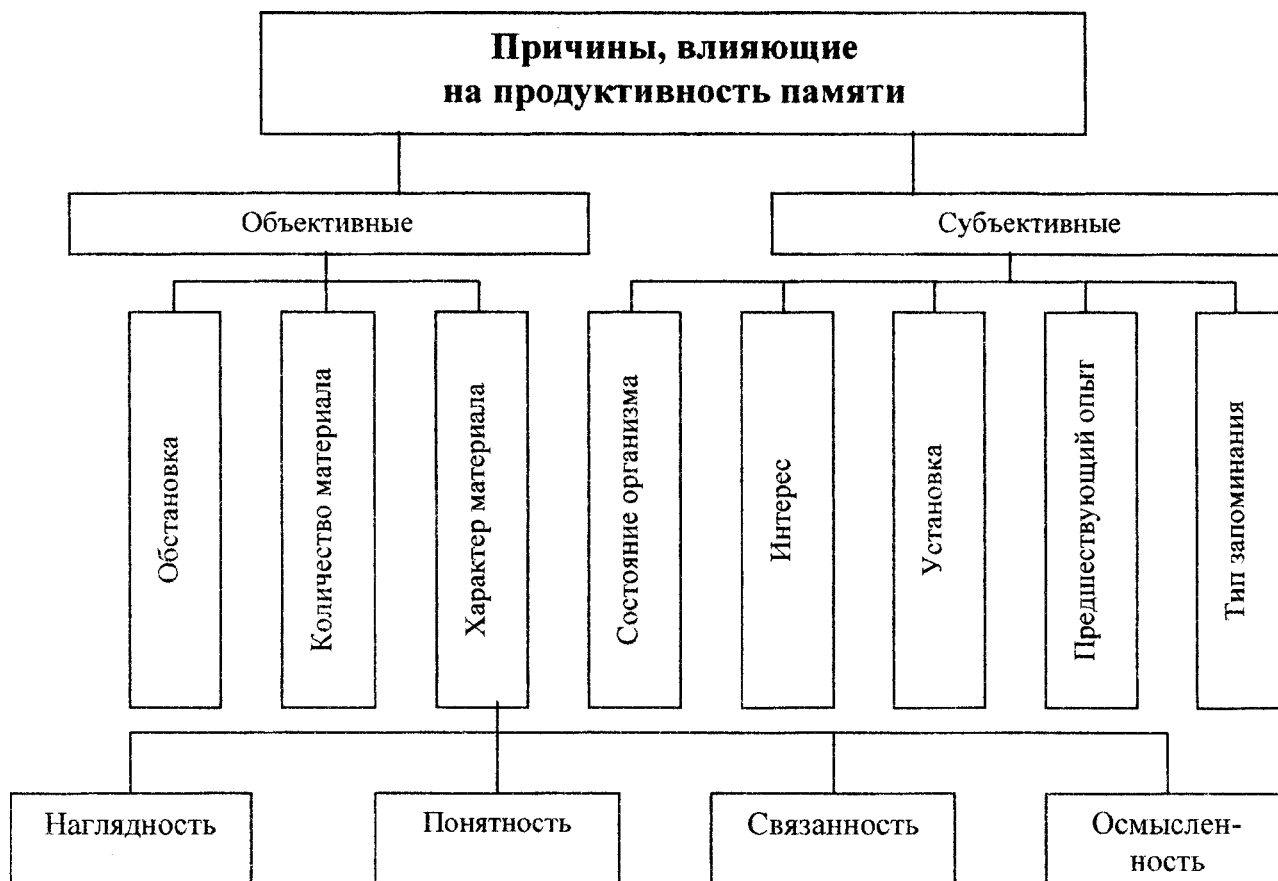 Причины, влияющие
на продуктивность памяти
Объективные
Субъективные
Обстановка
Количество материала
Характер материала
Состояние организма
Интерес
Установка
Предшествующий опыт
Тип запоминания
Наглядность
Понятность
Связанность
Осмыслен-
ность